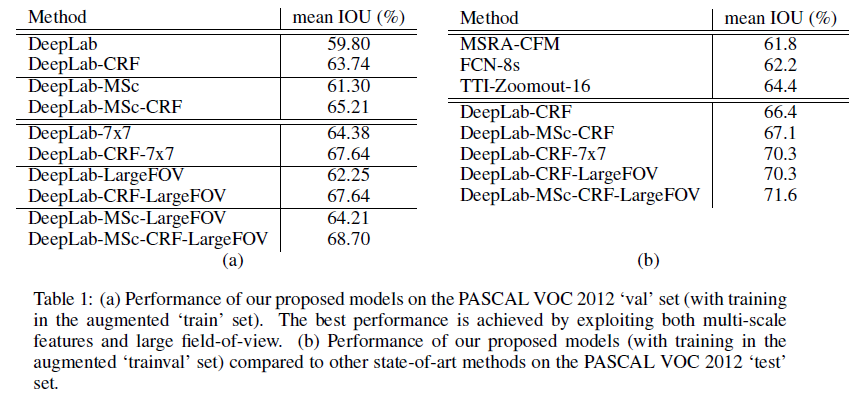 Method mean IOU (%)
DeepLab 59.80
DeepLab-CRF 63.74
DeepLab-MSc 61.30
DeepLab-MSc-CRF 65.21
DeepLab-7x7 64.38
DeepLab-CRF-7x7 67.64
DeepLab-LargeFOV 62.25
DeepLab-CRF-LargeFOV 67.64
DeepLab-MSc-LargeFOV 64.21
DeepLab-MSc-CRF-LargeFOV 68.70
(a)
Method mean IOU (%)
MSRA-CFM 61.8
FCN-8s 62.2
TTI-Zoomout-16 64.4
DeepLab-CRF 66.4
DeepLab-MSc-CRF 67.1
DeepLab-CRF-7x7 70.3
DeepLab-CRF-LargeFOV 70.3
DeepLab-MSc-CRF-LargeFOV 71.6
(b)
Table 1: (a) Performance of our proposed models on the PASCAL VOC 2012 ‘val’ set (with training
in the augmented ‘train’ set). The best performance is achieved by exploiting both multi-scale
features and large field-of-view. (b) Performance of our proposed models (with training in the
augmented ‘trainval’ set) compared to other state-of-art methods on the PASCAL VOC 2012 ‘test’
set.